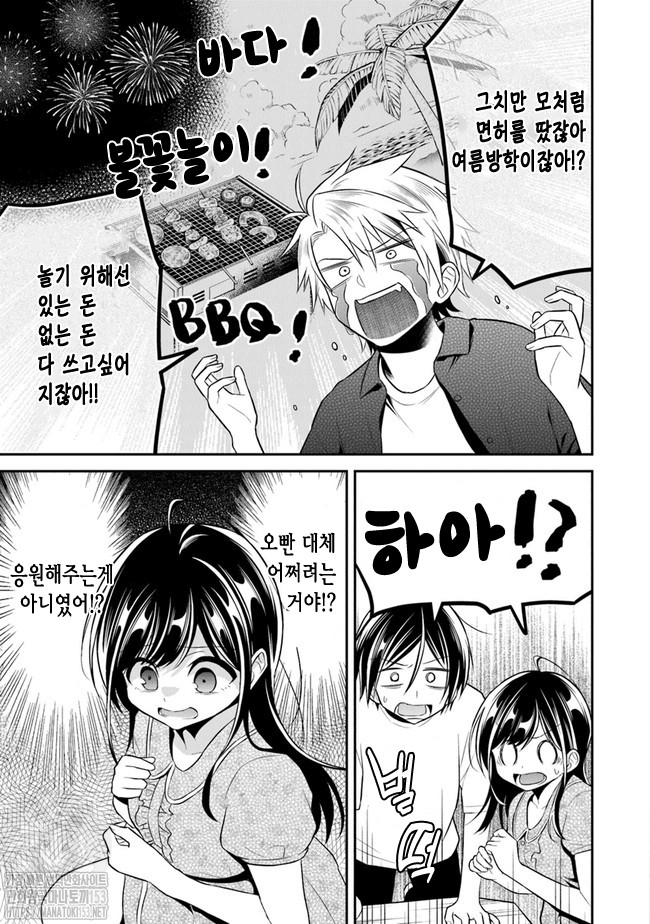 그치만 모처럼
면허를 땄잖아
여름방학이잖아!!?
바다!
불꽃놀이!
BBQ!
놀기 위해선
있는 돈
없는 돈
다 쓰고싶어
지잖아!!
하아!?
오빤 대체
어쩌려는
거야!?
응원해주는게
아니였어!?
MANATOKI153.NET